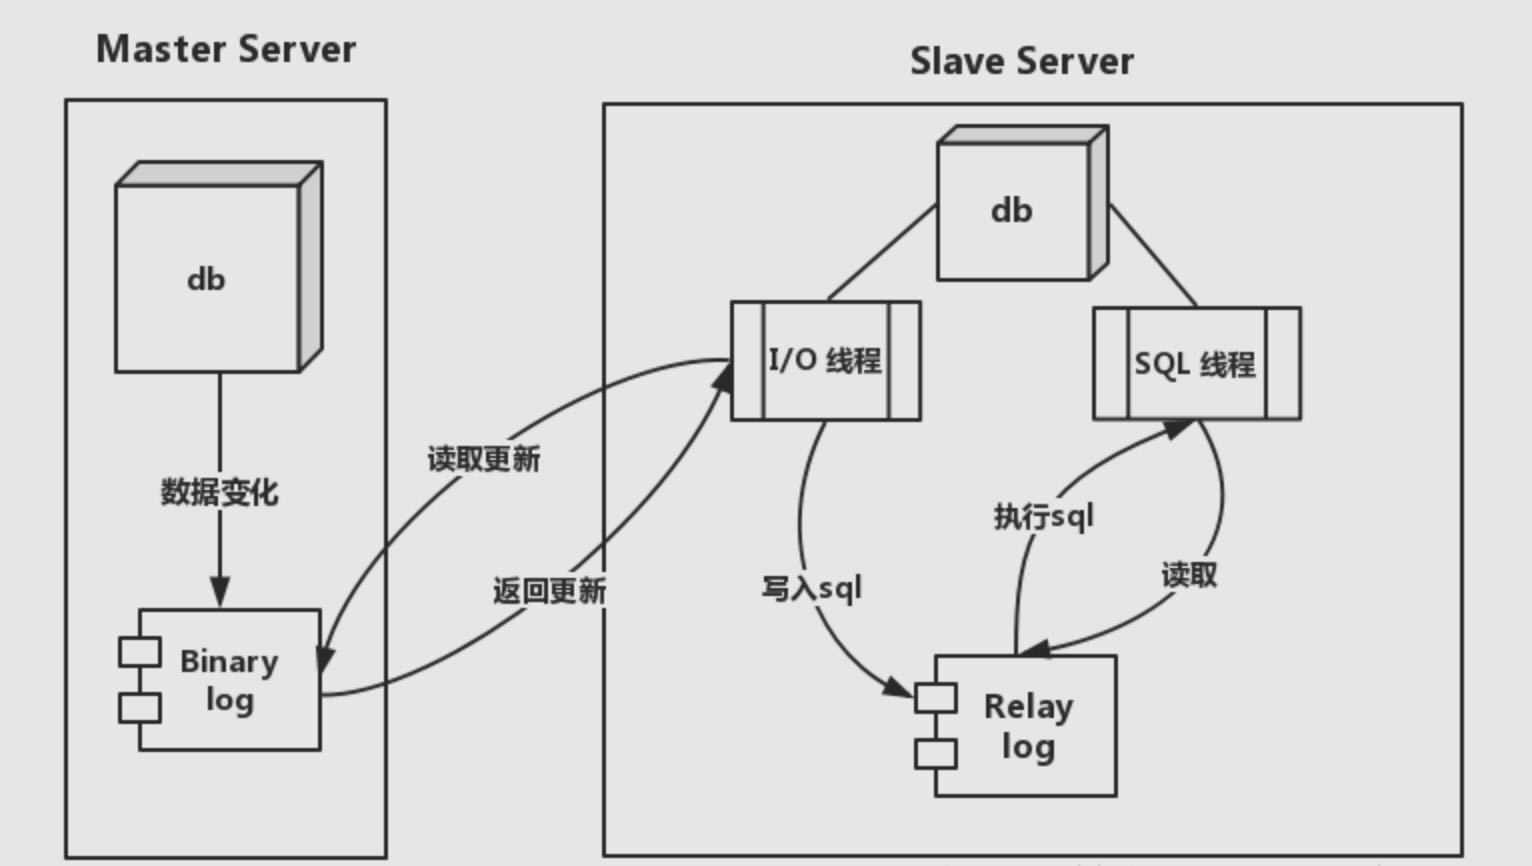 Master Server
Slave Server
db
db
I/O 线程
SQL 线程
读取更新
数据变化
执行sql
返回更新
写入sql
读取
Binary
log
Relay
log